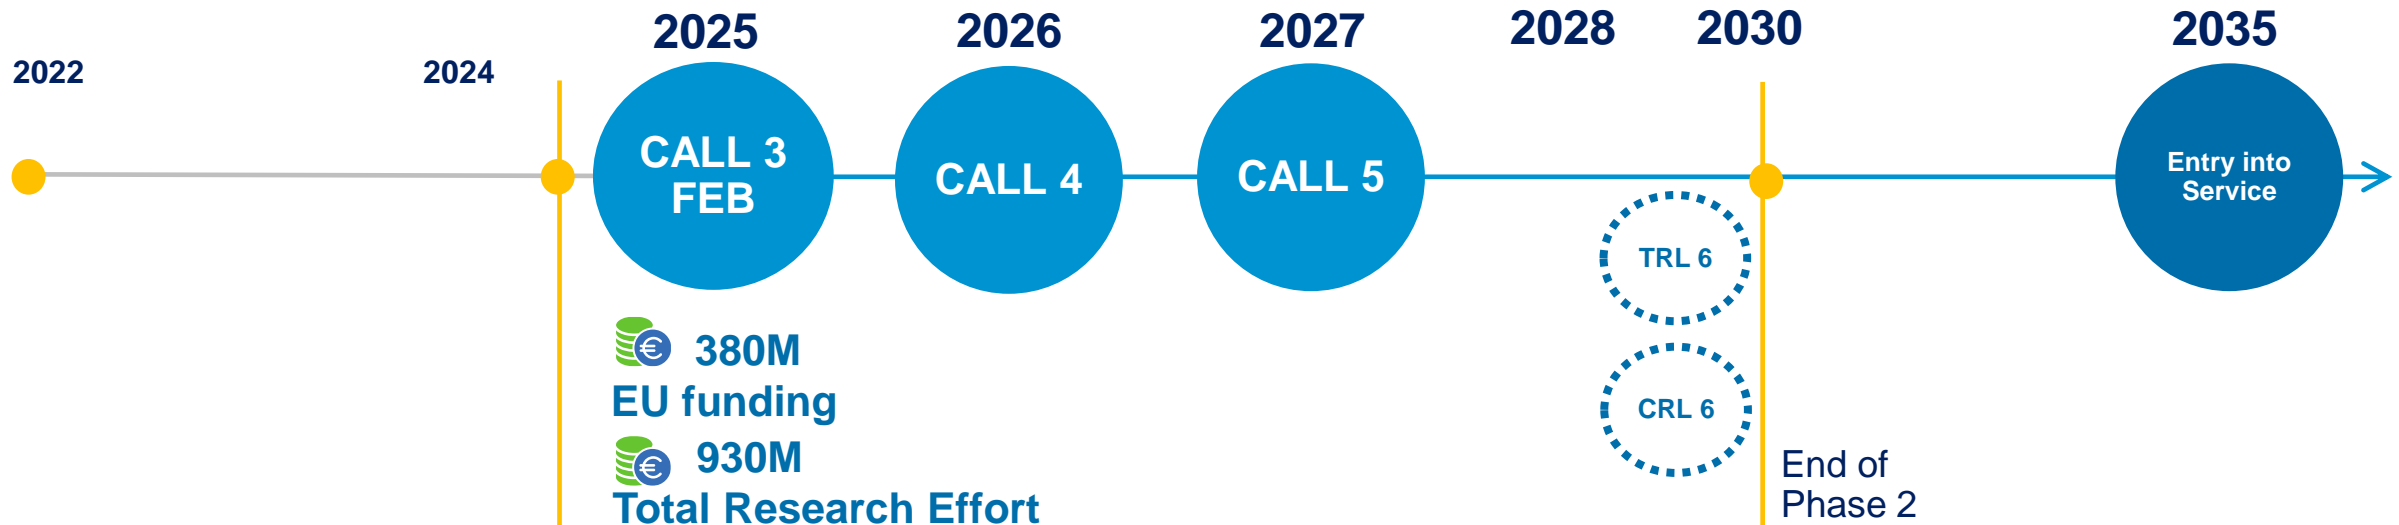 2022
2024
2025
2026
2027
2028
2030
2035
CALL 3
FEB
CALL 4
CALL 5
Entry into
Service
TRL 6
CRL 6
€ 380M
EU funding
€ 930M
Total Research Effort
End of
Phase 2